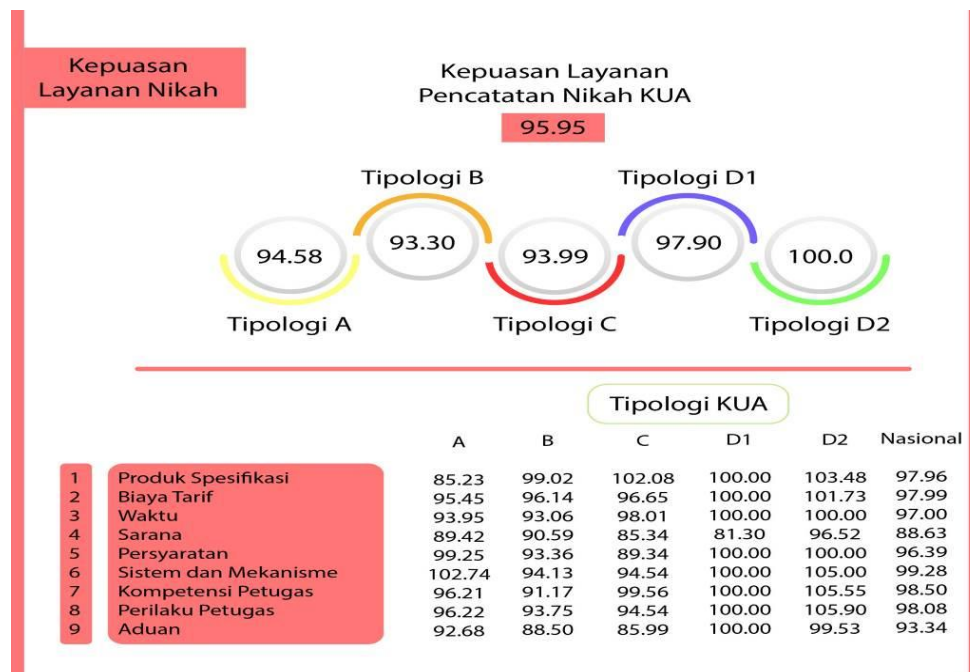 Kepuasan
Layanan Nikah
Kepuasan Layanan
Pencatatan Nikah KUA
95.95
Tipologi B
Tipologi D1
94.58
93.30
93.99
97.90
100.0
Tipologi A
Tipologi C
Tipologi D2
Tipologi KUA
A B C D1 D2 Nasional
1 Produk Spesifikasi 85.23 99.02 102.08 100.00 103.48 97.96
2 Biaya Tarif 95.45 96.14 96.65 100.00 101.73 97.99
3 Waktu 93.95 93.06 98.01 100.00 100.00 97.00
4 Sarana 89.42 90.59 85.34 81.30 96.52 88.63
5 Persyaratan 99.25 93.36 89.34 100.00 100.00 96.39
6 Sistem dan Mekanisme 102.74 94.13 94.54 100.00 105.00 99.28
7 Kompetensi Petugas 96.21 91.17 99.56 100.00 105.55 98.50
8 Perilaku Petugas 96.22 93.75 94.54 100.00 105.90 98.08
9 Aduan 92.68 88.50 85.99 100.00 99.53 93.34